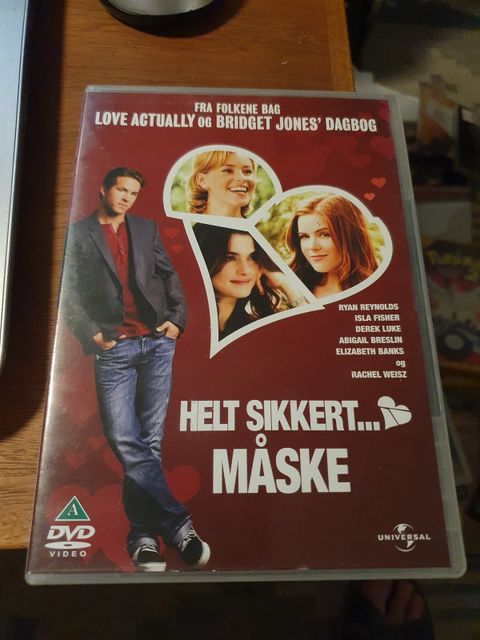 FRA FOLKENE BAG
LOVE ACTUALLY OG BRIDGET JONES' DAGBOG
RYAN REYNOLDS
ISLA FISHER
DEREK LUKE
ABIGAIL BRESLIN
ELIZABETH BANKS
og
RACHEL WEISZ
HELT SIKKERT...
MÅSKE
A
DVD
VIDEO
UNIVERSAL